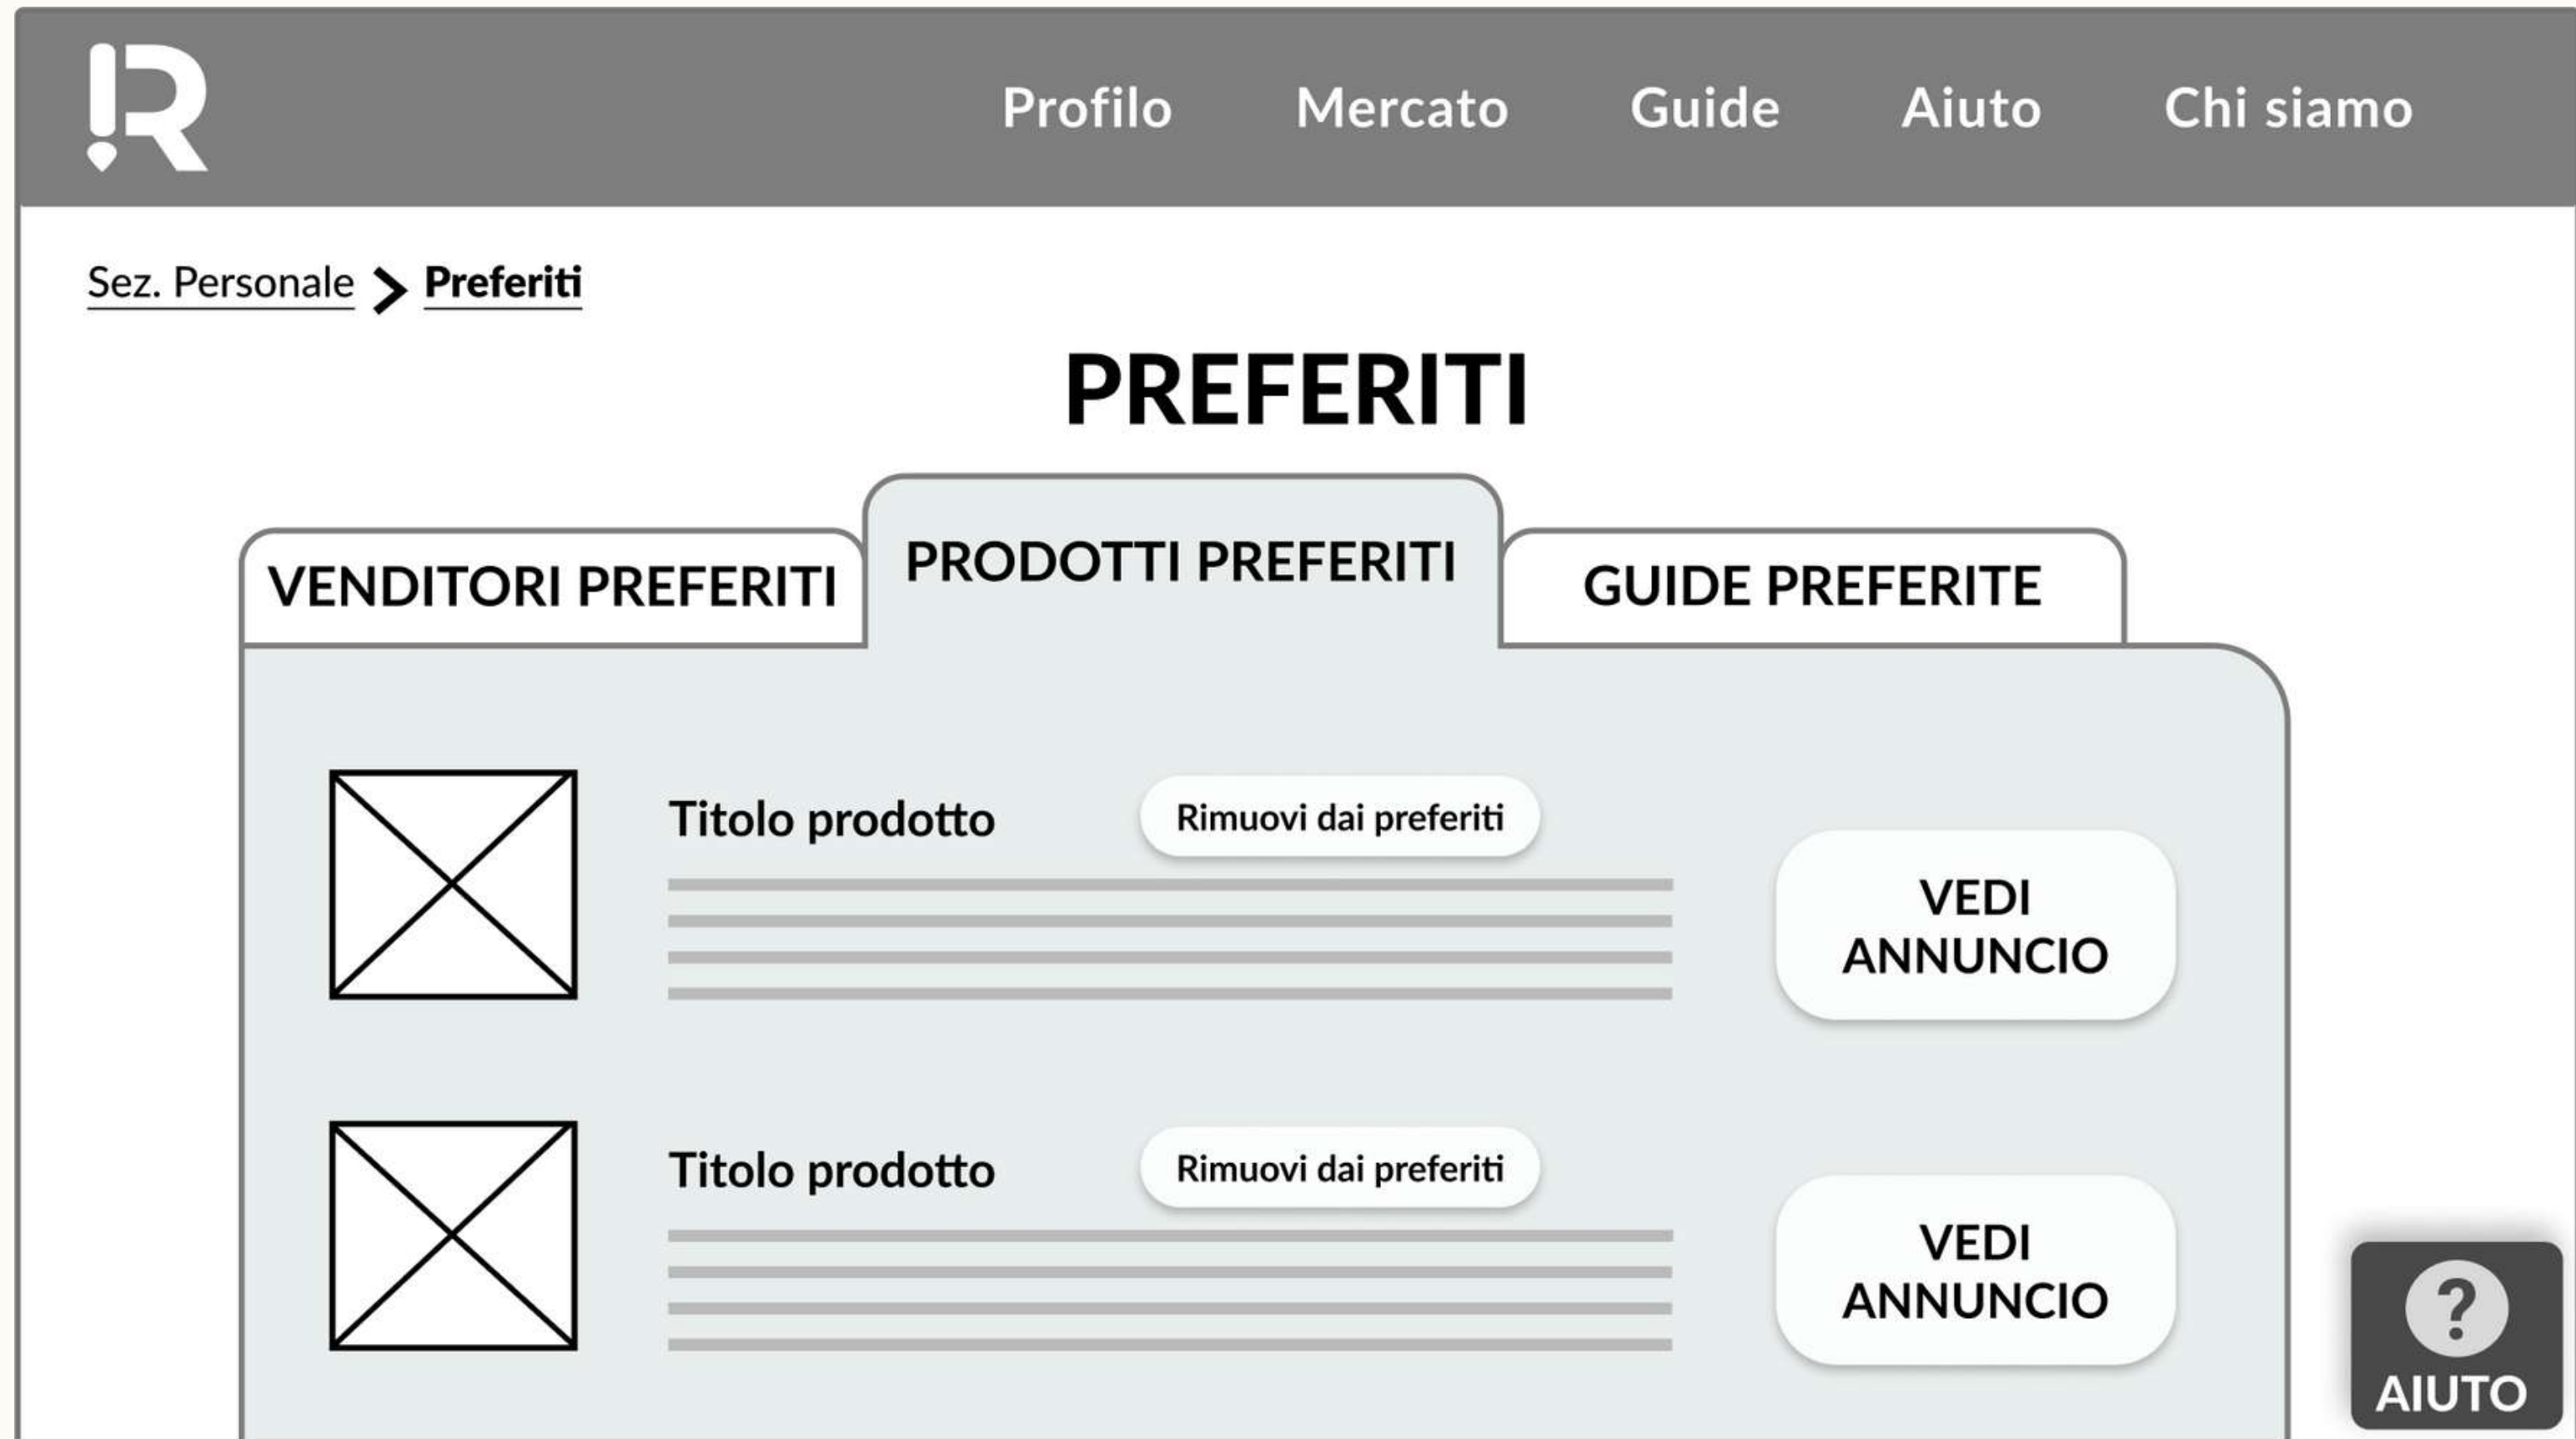 R
Profilo Mercato Guide Aiuto Chi siamo
Sez. Personale > Preferiti
PREFERITI
VENDITORI PREFERITI PRODOTTI PREFERITI GUIDE PREFERITE
Titolo prodotto Rimuovi dai preferiti
VEDI
ANNUNCIO
Titolo prodotto Rimuovi dai preferiti
VEDI
ANNUNCIO
?
AIUTO